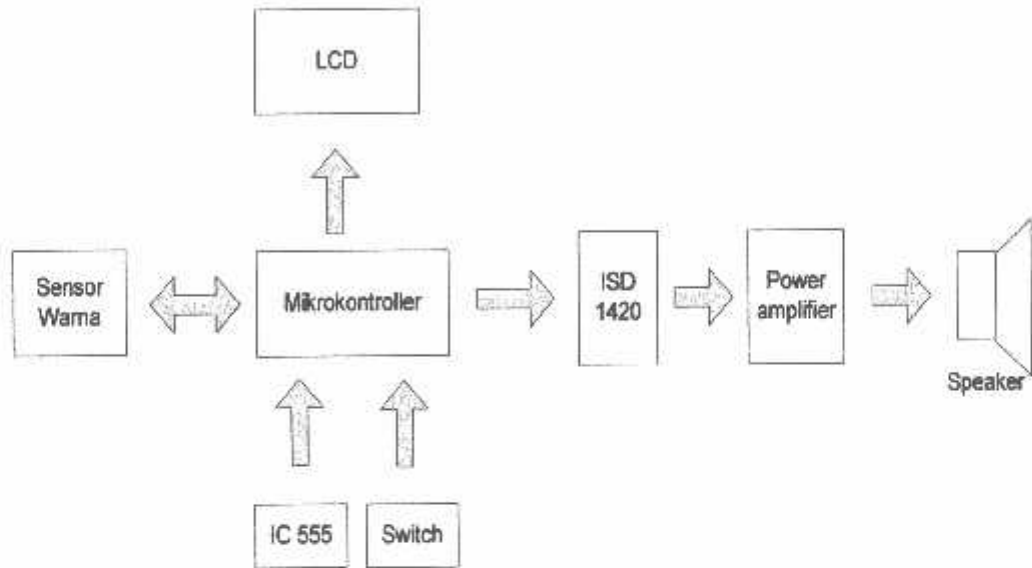 LCD
Sensor
Warna
Mikrokontroller
ISD
1420
Power
amplifier
Speaker
IC 555
Switch